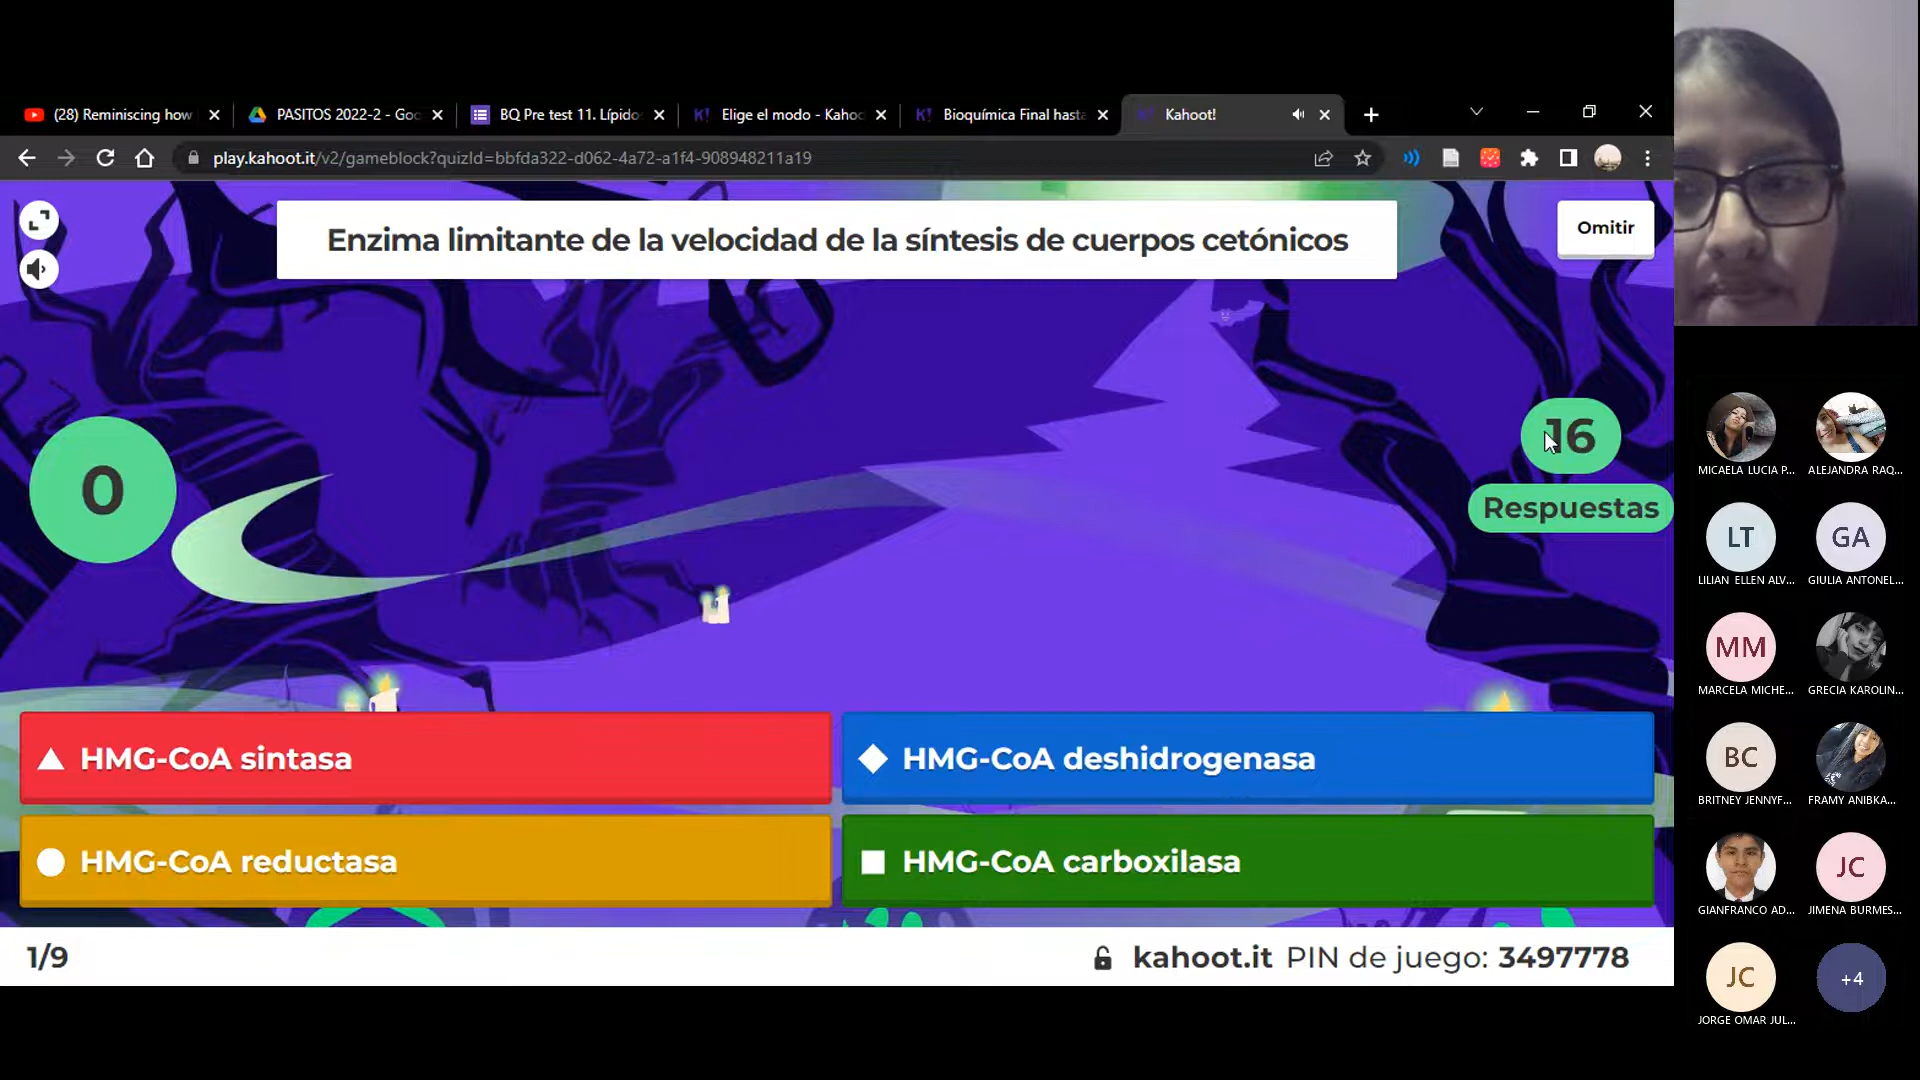 (28) Reminiscing how
PASITOS 2022-2 - Goo
BQ Pre test 11. Lípido
Elige el modo - Kahoo
Bioquímica Final hasta
Kahoot!
play.kahoot.it/v2/gameblock?quizId=bbfda322-d062-4a72-a1f4-908948211a19
Enzima limitante de la velocidad de la síntesis de cuerpos cetónicos
Omitir
0
16
Respuestas
HMG-CoA sintasa
HMG-CoA deshidrogenasa
HMG-CoA reductasa
HMG-CoA carboxilasa
1/9
kahoot.it PIN de juego: 3497778
MICAELA LUCIA P...
ALEJANDRA RAQ...
LT
GA
LILIAN ELLEN ALV...
GIULIA ANTONEL...
MM
MARCELA MICHE...
GRECIA KAROLIN...
BC
BRITNEY JENNYF...
FRAMY ANIBKA...
JC
GIANFRANCO AD...
JIMENA BURMES...
JC
+4
JORGE OMAR JUL...